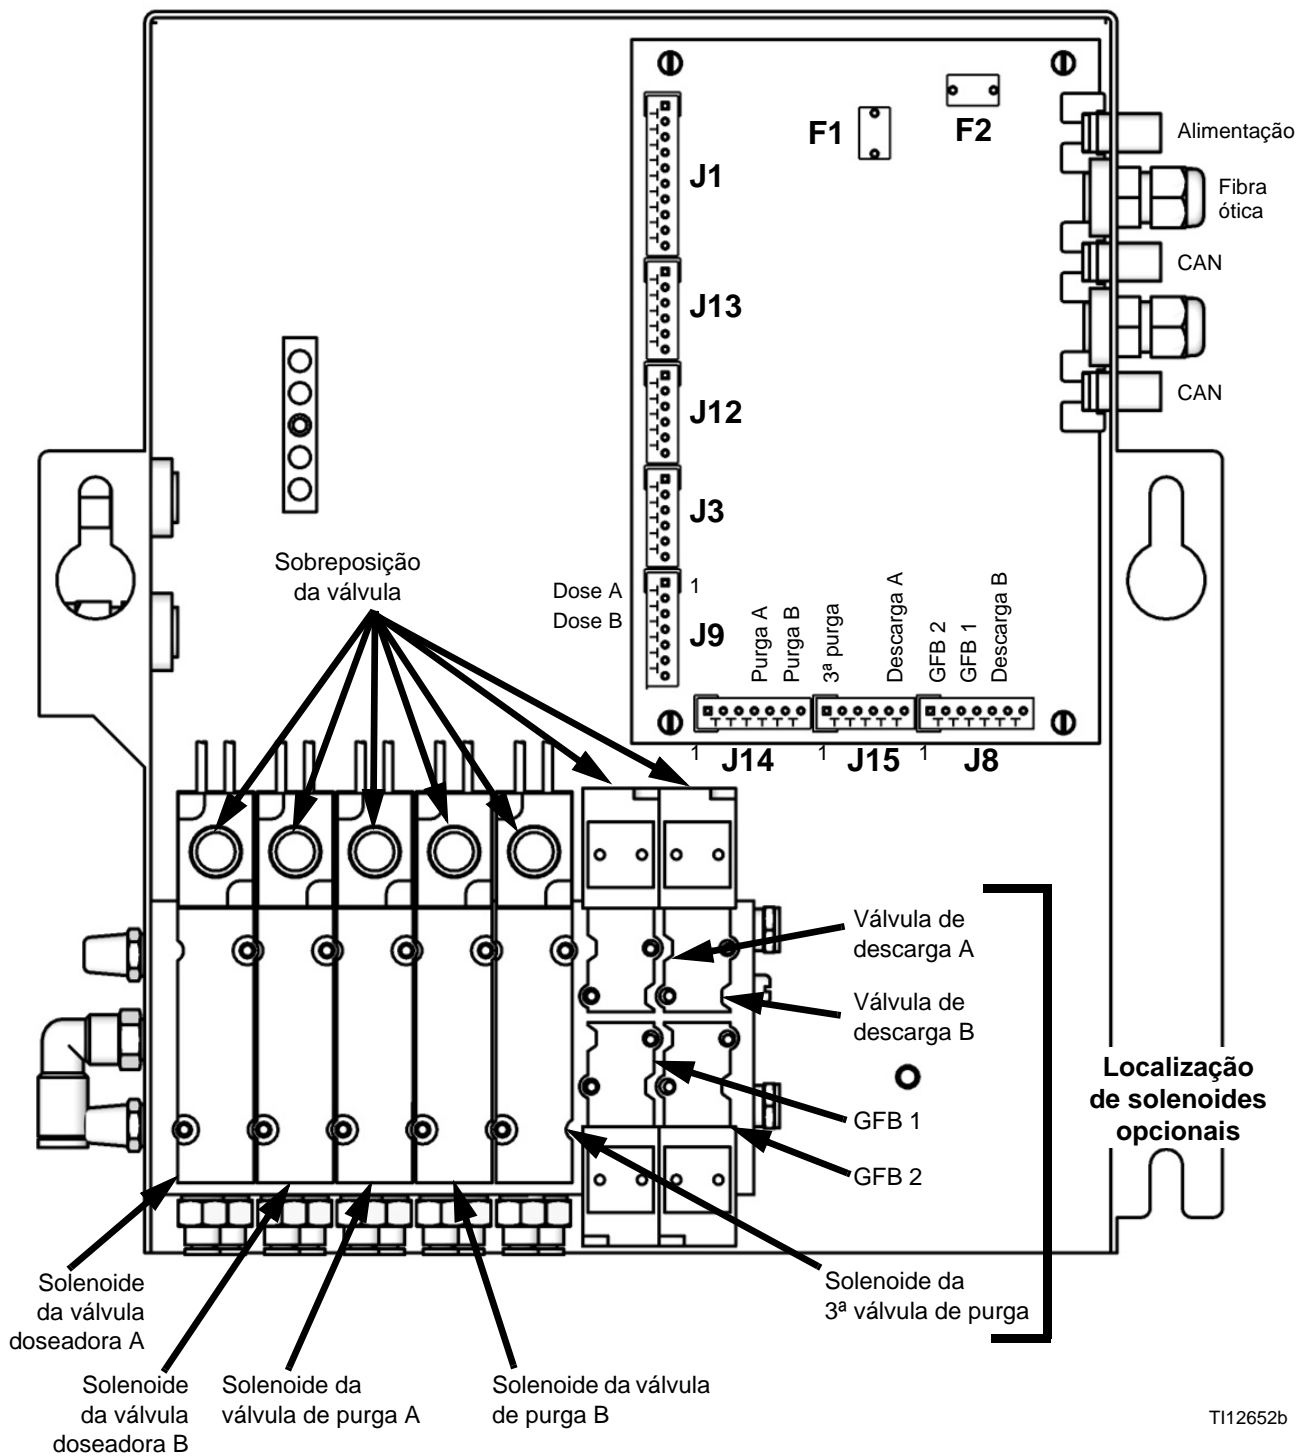 F1
F2
Alimentação
Fibra
ótica
CAN
CAN
J1
J13
J12
J3
Sobreposição
da válvula
Dose A
Dose B
1
J9
Purga A
Purga B
3ª purga
Descarga A
GFB 2
GFB 1
Descarga B
1
J14
1
J15
1
J8
Válvula de
descarga A
Válvula de
descarga B
GFB 1
GFB 2
Localização
de solenoides
opcionais
Solenoide da
3ª válvula de purga
Solenoide
da válvula
doseadora A
Solenoide
da válvula
doseadora B
Solenoide da
válvula de purga A
Solenoide da válvula
de purga B
TI12652b